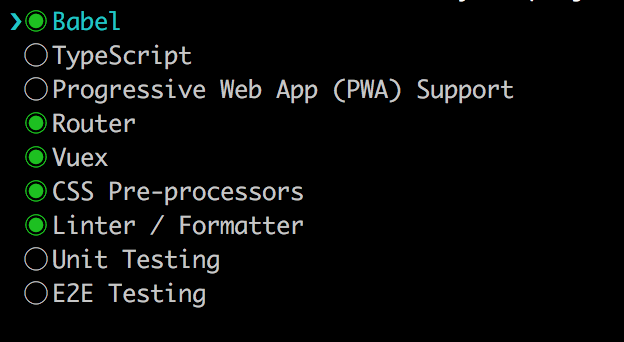 ❯◉ Babel
◯ TypeScript
◯ Progressive Web App (PWA) Support
◉ Router
◉ Vuex
◉ CSS Pre-processors
◉ Linter / Formatter
◯ Unit Testing
◯ E2E Testing